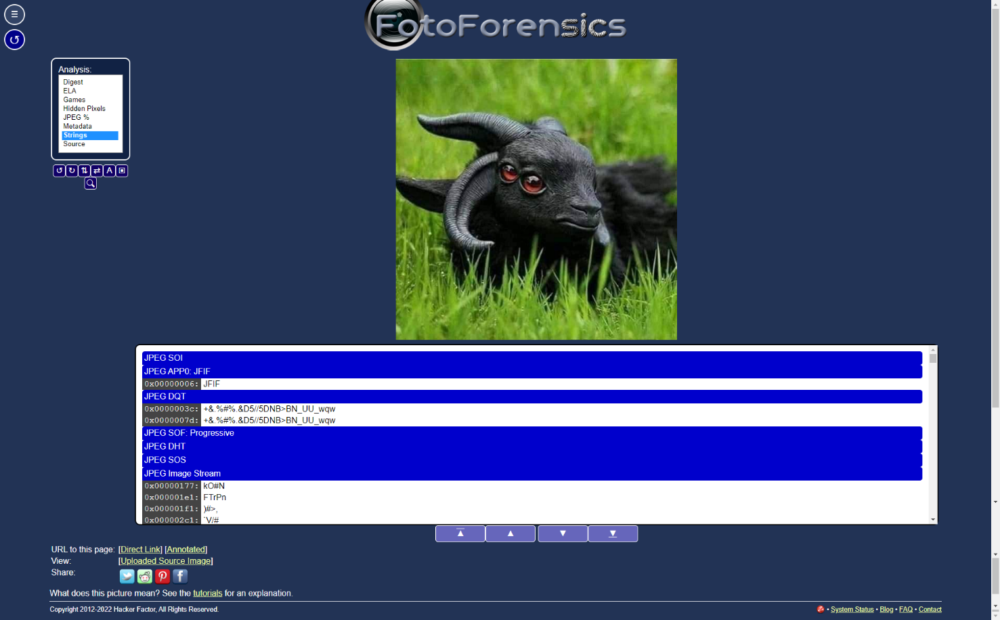 FotoForensics
Analysis:
Digest
ELA
Games
Hidden Pixels
JPEG %
Metadata
Strings
Source
A
JPEG SOI
JPEG APP0: JFIF
0x00000006: JFIF
JPEG DQT
0x0000003c: +&.%#%.&D5//5DNB>BN_UU_wqw
0x0000007d: +&.%#%.&D5//5DNB>BN_UU_wqw
JPEG SOF: Progressive
JPEG DHT
JPEG SOS
JPEG Image Stream
0x00000177: kO#N
0x000001e1: FTrPn
0x000001f1: )#>,
0x000002c1: `V/#
URL to this page: [Direct Link] [Annotated]
View: [Uploaded Source Image]
Share:
What does this picture mean? See the tutorials for an explanation.
Copyright 2012-2022 Hacker Factor, All Rights Reserved.
• System Status • Blog • FAQ • Contact